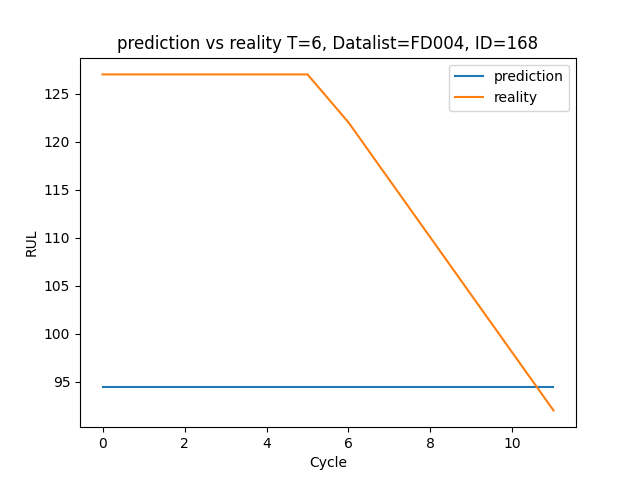 prediction vs reality T=6, Datalist=FD004, ID=168
prediction
reality
125
120
115
110
105
100
95
RUL
0 2 4 6 8 10
Cycle